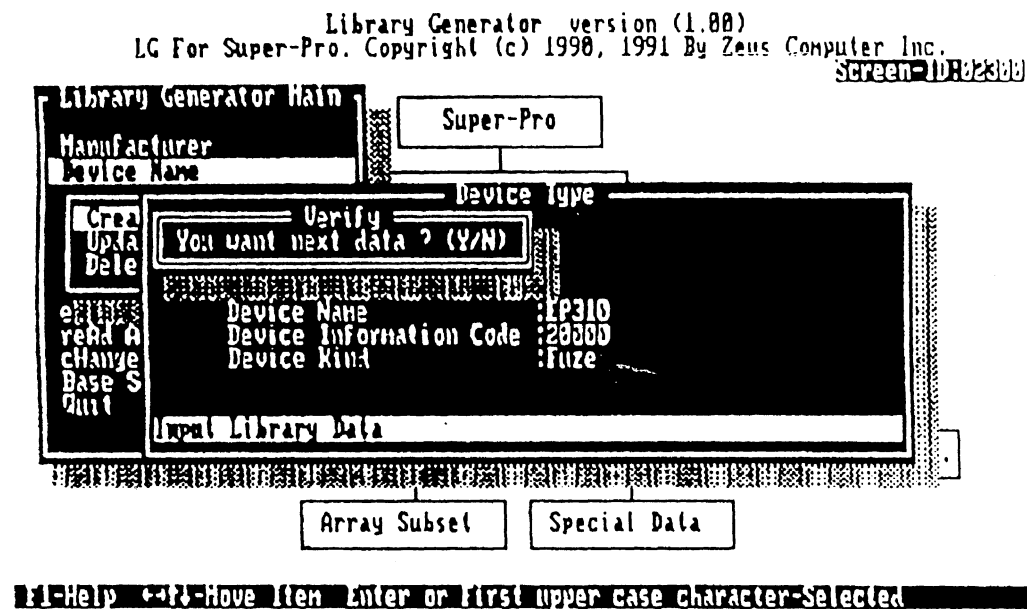 Library Generator version (1.00)
LG For Super-Pro. Copyright (c) 1990, 1991 By Zeus Computer Inc.
Screen-ID:02300
Library Generator Main
Super-Pro
Manufacturer
Device Name
Device Type
Crea
Verify
Upda
You want next data ? (Y/N)
Dele
Device Name :EP310
reAd A
Device Information Code :20000
cHange
Device Kind :Fuze
Base S
Quit
Input Library Data
Array Subset
Special Data
F1-Help ←→↑↓-Move Item Enter or First upper case character-Selected